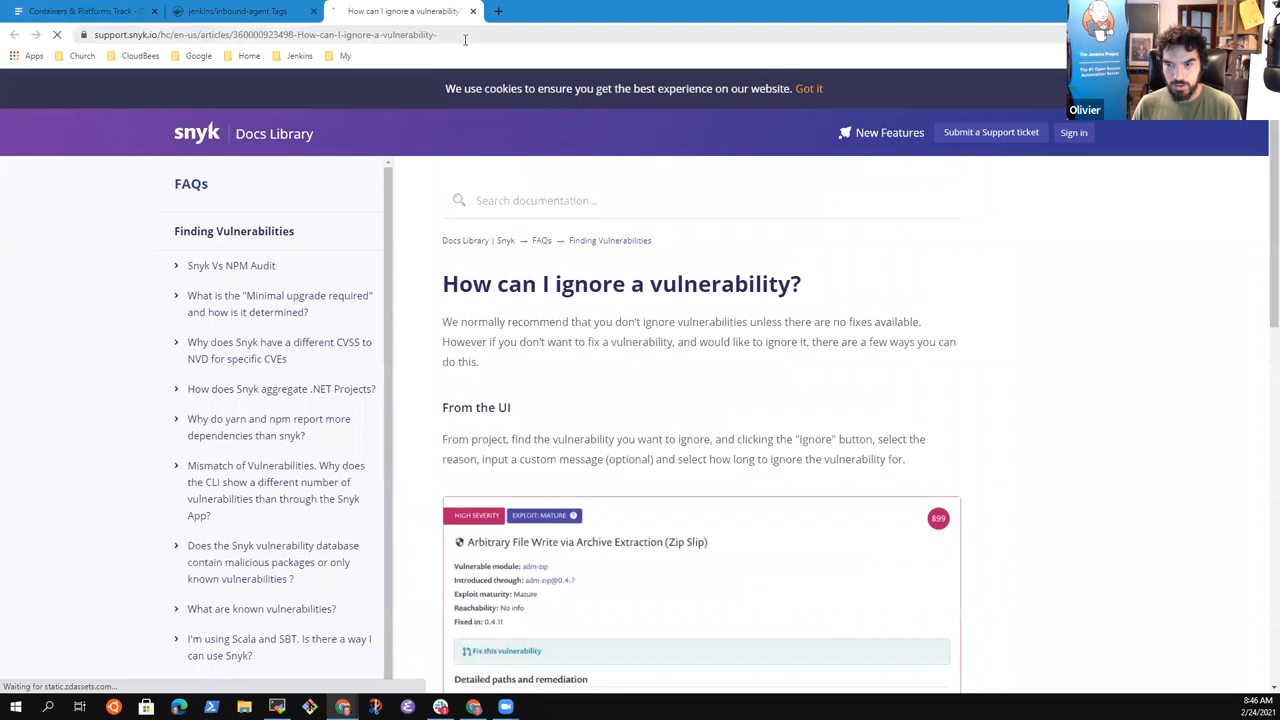 Containers & Platforms Track - 
jenkins/inbound-agent Tags
How can I ignore a vulnerability
support.snyk.io/hc/en-us/articles/360000923498-How-can-I-ignore-a-vulnerability-
Apps
Church
CloudBees
Google
Home
Jenkins
My
The Jenkins Project
The #1 Open Source
Automation Server
Olivier
We use cookies to ensure you get the best experience on our website. Got it
snyk
Docs Library
New Features
Submit a Support ticket
Sign in
FAQs
Finding Vulnerabilities
Snyk Vs NPM Audit
What is the "Minimal upgrade required"
and how is it determined?
Why does Snyk have a different CVSS to
NVD for specific CVEs
How does Snyk aggregate .NET Projects?
Why do yarn and npm report more
dependencies than snyk?
Mismatch of Vulnerabilities. Why does
the CLI show a different number of
vulnerabilities than through the Snyk
App?
Does the Snyk vulnerability database
contain malicious packages or only
known vulnerabilities ?
What are known vulnerabilities?
I'm using Scala and SBT. Is there a way I
can use Snyk?
Search documentation...
Docs Library | Snyk → FAQs → Finding Vulnerabilities
How can I ignore a vulnerability?
We normally recommend that you don't ignore vulnerabilities unless there are no fixes available.
However if you don't want to fix a vulnerability, and would like to ignore it, there are a few ways you can
do this.
From the UI
From project, find the vulnerability you want to ignore, and clicking the "Ignore" button, select the
reason, input a custom message (optional) and select how long to ignore the vulnerability for.
HIGH SEVERITY
EXPLOIT: MATURE
899
Arbitrary File Write via Archive Extraction (Zip Slip)
Vulnerable module: adm-zip
Introduced through: adm-zip@0.4.7
Exploit maturity: Mature
Reachability: No info
Fixed in: 0.4.11
Fix this vulnerability
Detailed paths and remediation
Waiting for static.zdassets.com...
8:46 AM
2/24/2021